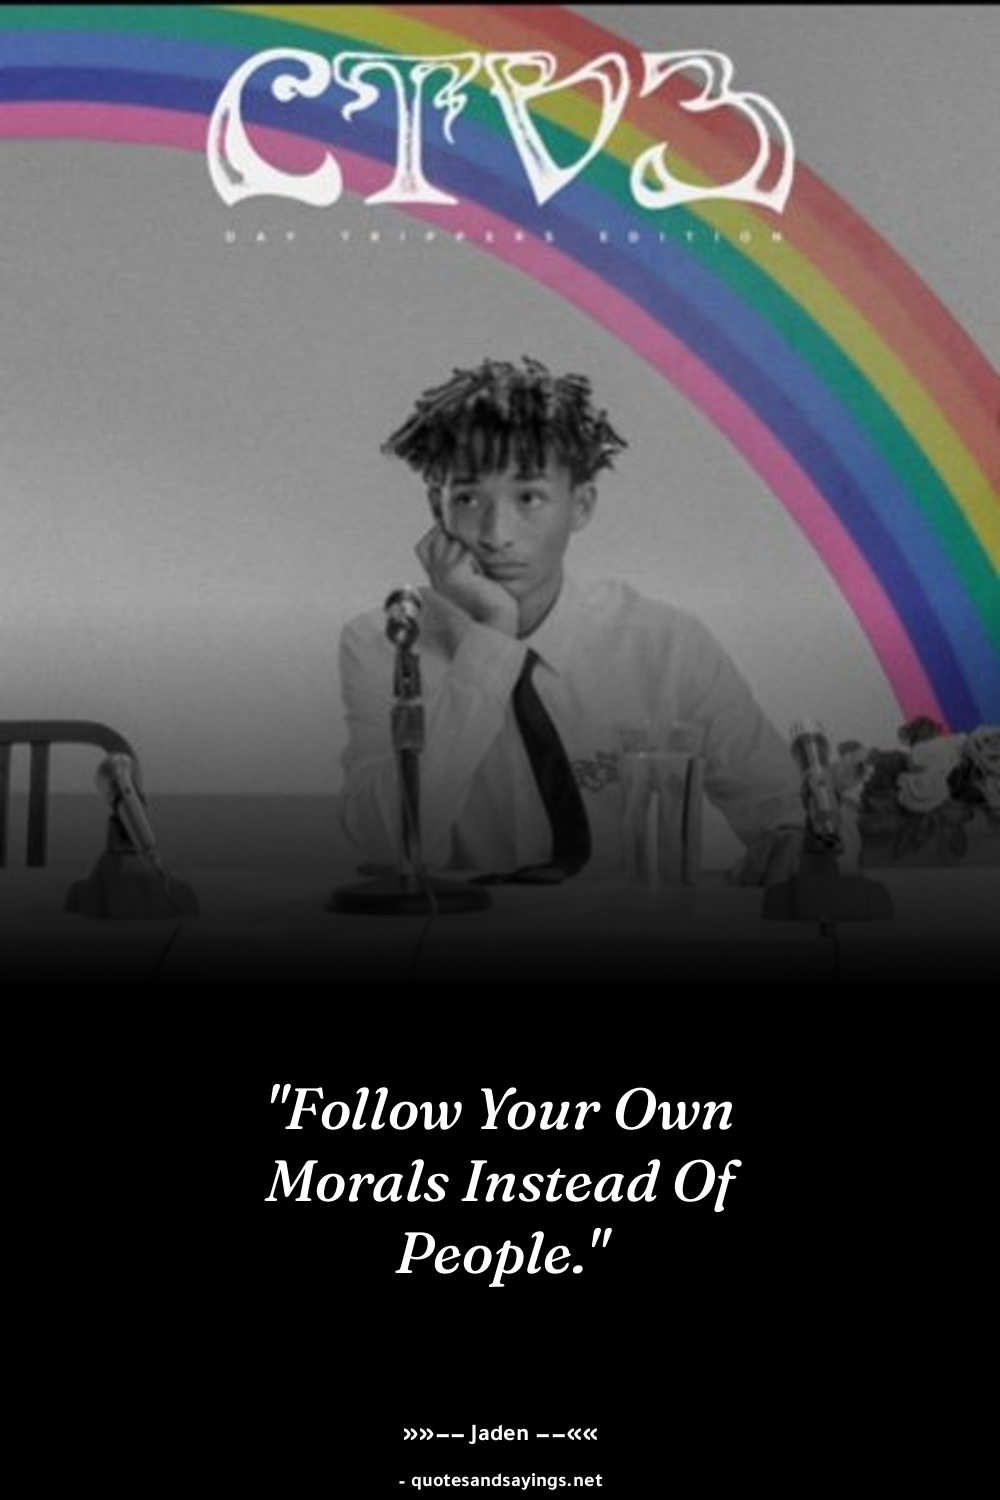 CTV3
DAY TRIPPERS EDITION
"Follow Your Own
Morals Instead Of
People."
»»–– Jaden ––««
- quotesandsayings.net